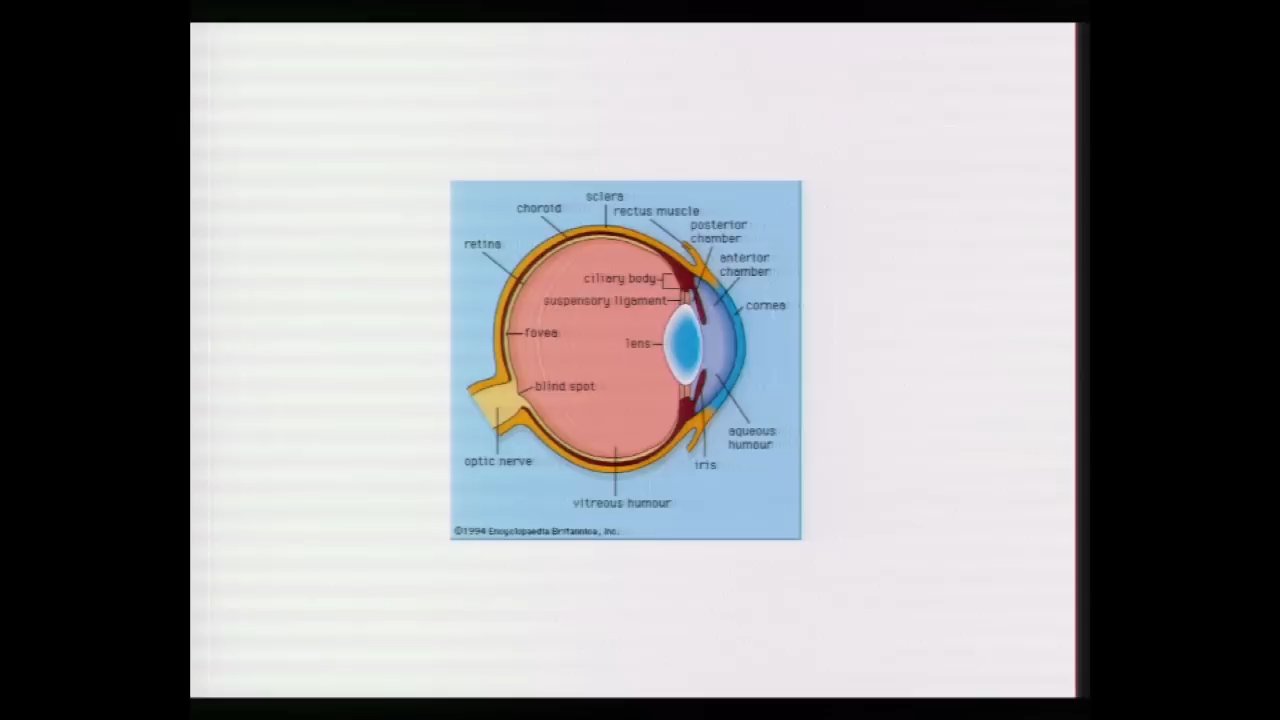 sclera
choroid
rectus muscle
posterior
chamber
retina
anterior
chamber
ciliary body
suspensory ligament
cornea
fovea
lens
blind spot
aqueous
humour
optic nerve
iris
vitreous humour
©1994 Encyclopaedia Britannica, Inc.